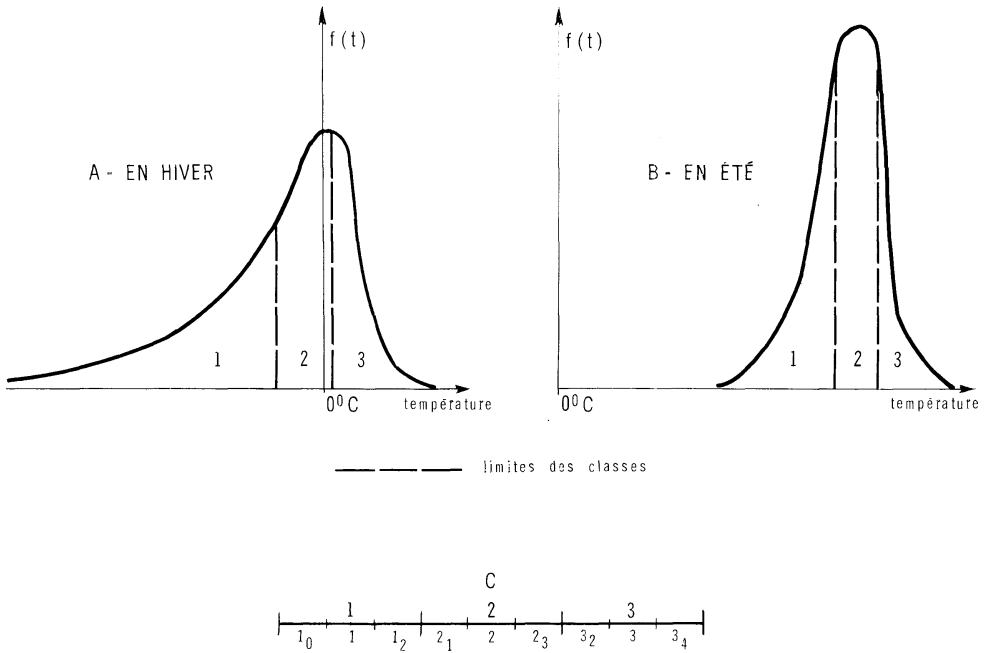 f(t)
A - EN HIVER
1 2 3
0⁰C température
f(t)
B - EN ÉTÉ
1 2 3
0⁰C température
limites des classes
C
1 2 3
1₀ 1 1₂ 2₁ 2 2₃ 3₂ 3 3₄